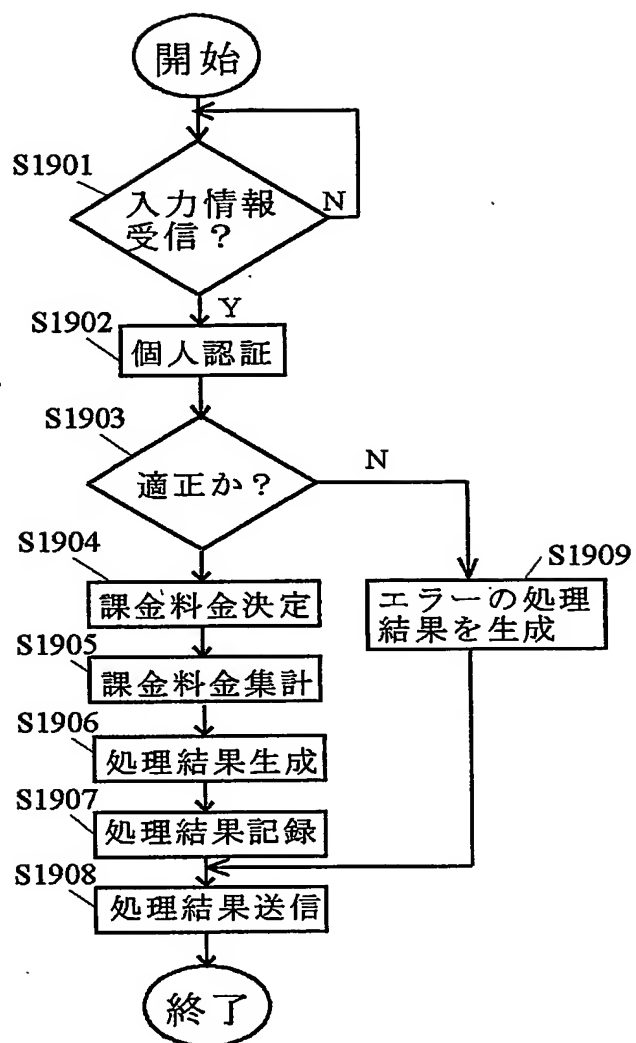 開始
S1901
入力情報
受信？
N
Y
S1902
個人認証
S1903
適正か？
N
S1904
課金料金決定
S1909
エラーの処理
結果を生成
S1905
課金料金集計
S1906
処理結果生成
S1907
処理結果記録
S1908
処理結果送信
終了